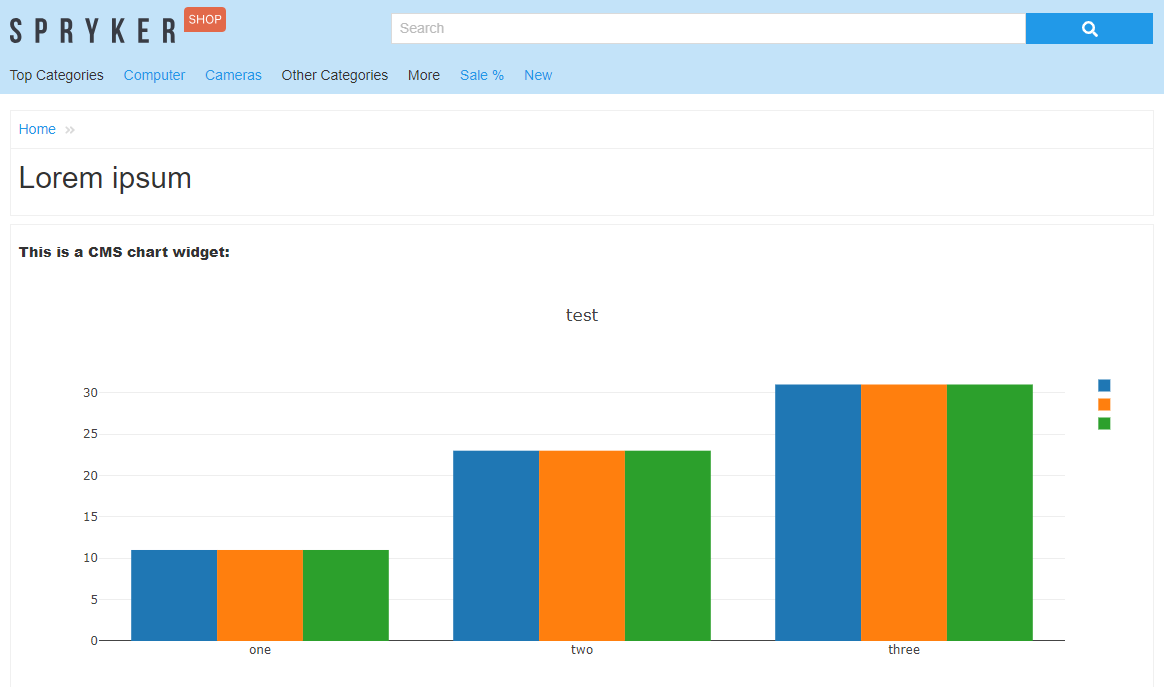 SPRYKER SHOP
Search
Top Categories Computer Cameras Other Categories More Sale % New
Home »
Lorem ipsum
This is a CMS chart widget:
test
30
25
20
15
10
5
0
one two three